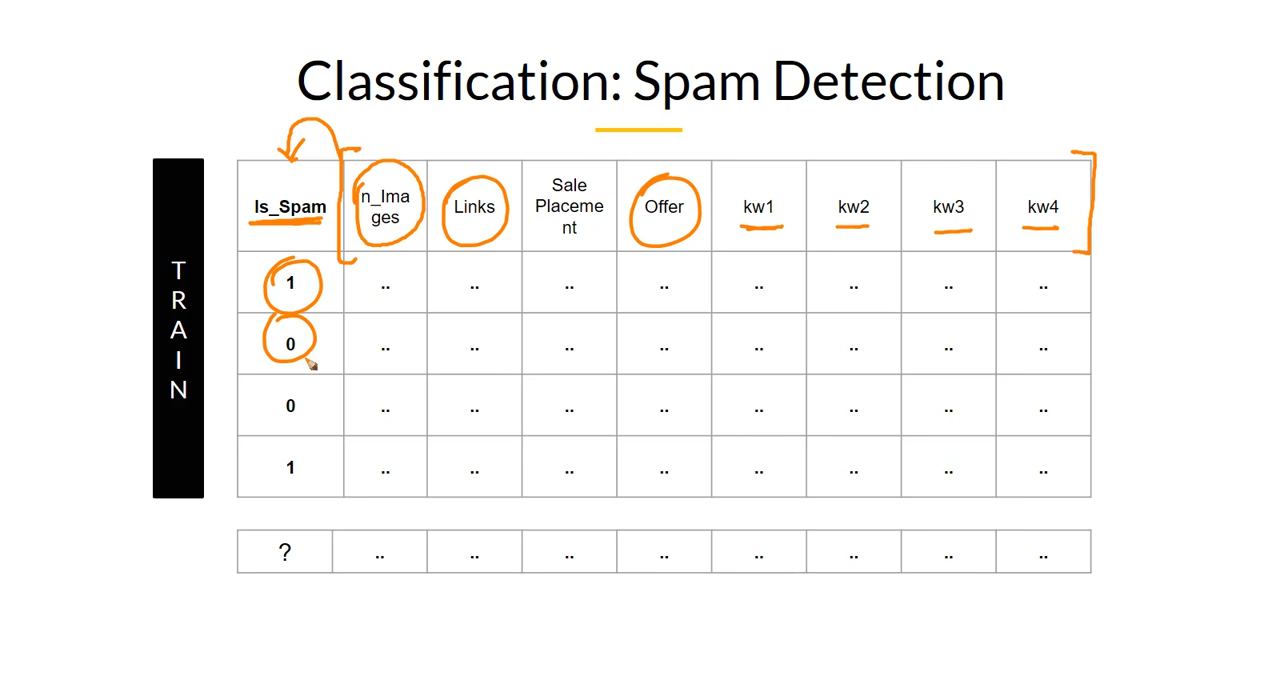 Classification: Spam Detection
T
R
A
I
N
Is_Spam n_Ima ges Links Sale Placeme nt Offer kw1 kw2 kw3 kw4
1 .. .. .. .. .. .. .. ..
0 .. .. .. .. .. .. .. ..
0 .. .. .. .. .. .. .. ..
1 .. .. .. .. .. .. .. ..
? .. .. .. .. .. .. .. ..